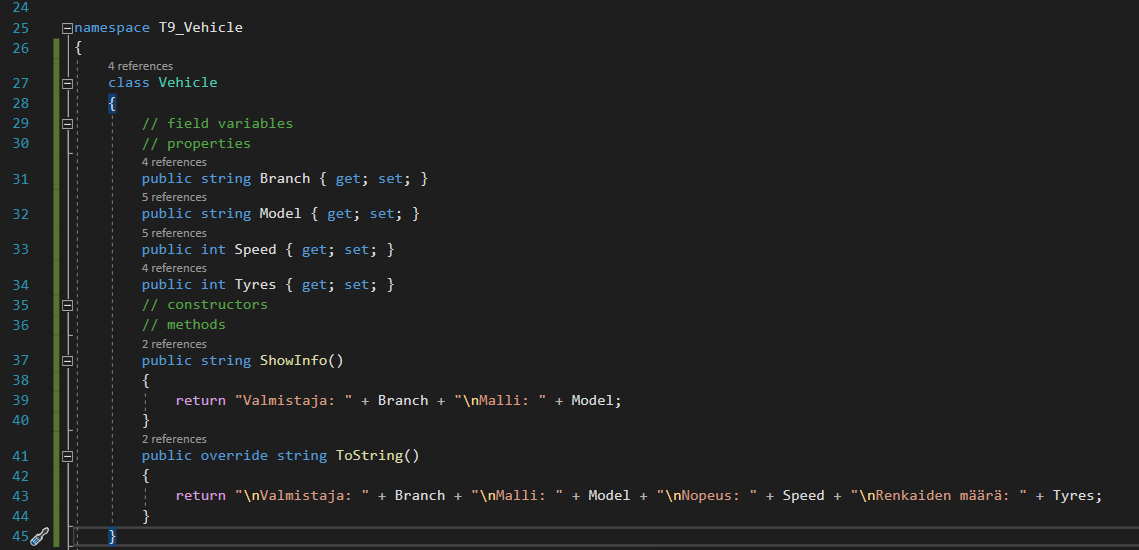 24
25 namespace T9_Vehicle
26 {
4 references
27 class Vehicle
28 {
29 // field variables
30 // properties
4 references
31 public string Branch { get; set; }
5 references
32 public string Model { get; set; }
5 references
33 public int Speed { get; set; }
4 references
34 public int Tyres { get; set; }
35 // constructors
36 // methods
2 references
37 public string ShowInfo()
38 {
39 return "Valmistaja: " + Branch + "\nMalli: " + Model;
40 }
2 references
41 public override string ToString()
42 {
43 return "\nValmistaja: " + Branch + "\nMalli: " + Model + "\nNopeus: " + Speed + "\nRenkaiden määrä: " + Tyres;
44 }
45 }